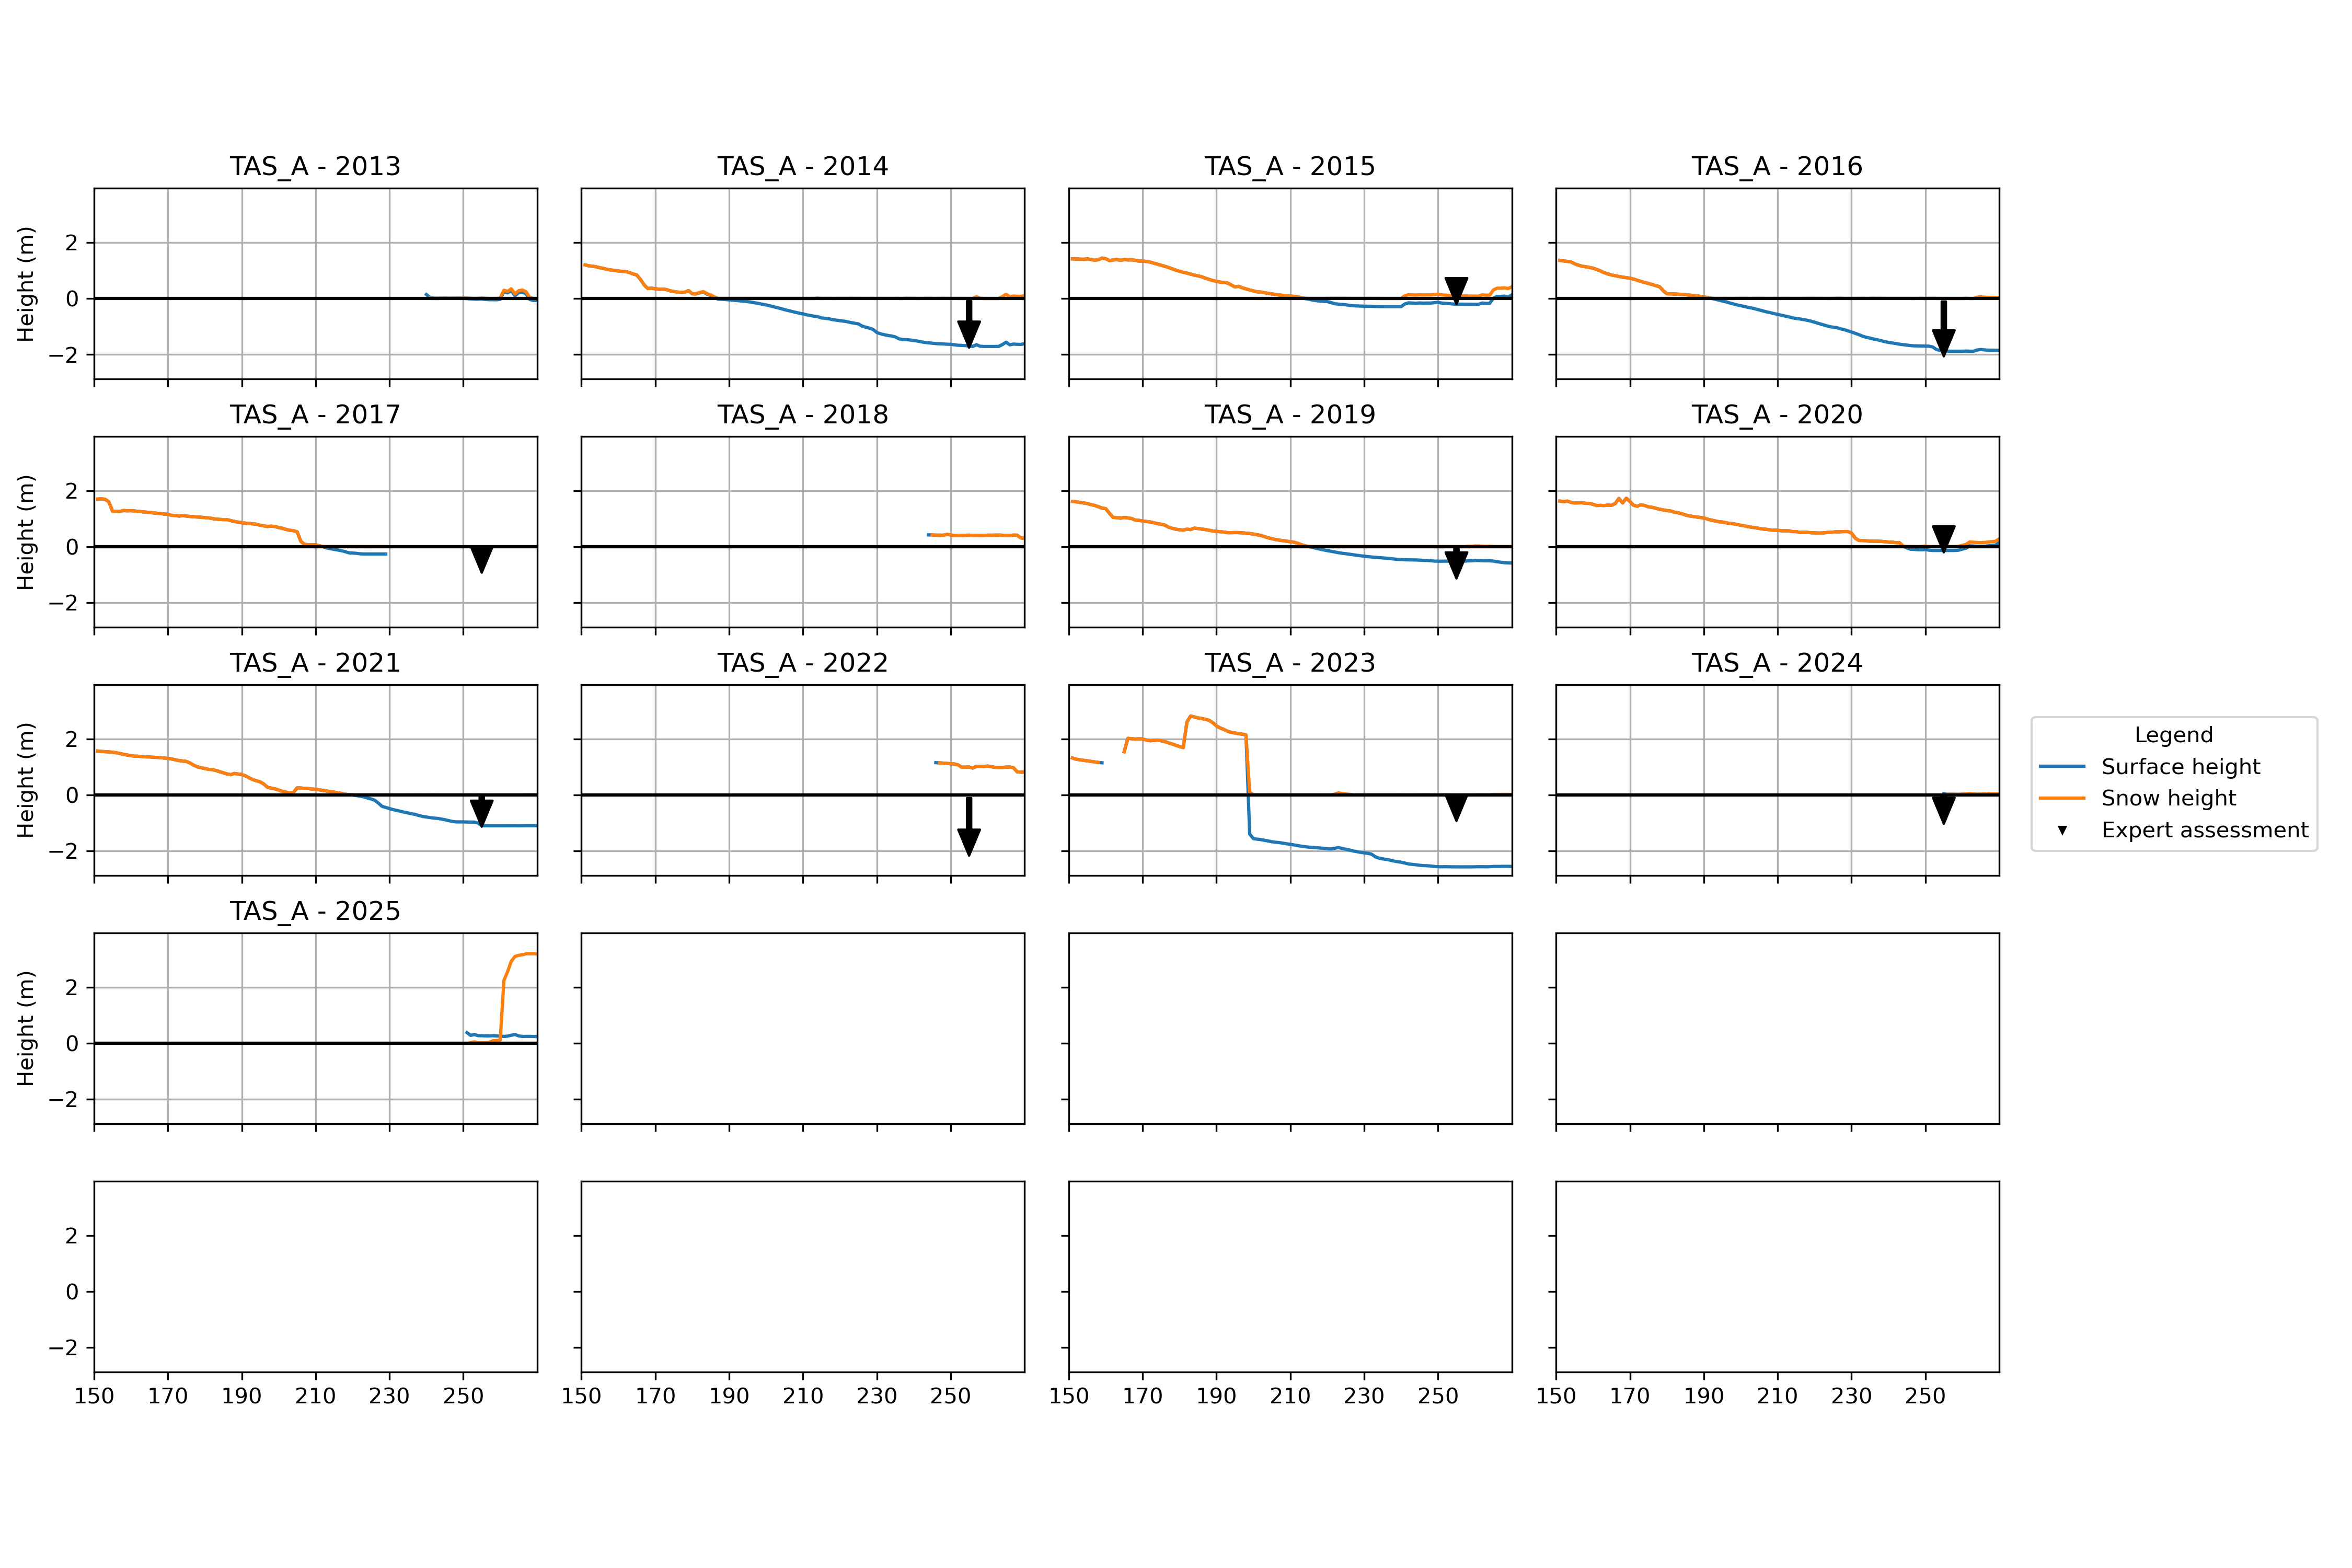 TAS_A - 2013
TAS_A - 2014
TAS_A - 2015
TAS_A - 2016
Height (m)
2
0
−2
TAS_A - 2017
TAS_A - 2018
TAS_A - 2019
TAS_A - 2020
Height (m)
2
0
−2
TAS_A - 2021
TAS_A - 2022
TAS_A - 2023
TAS_A - 2024
Height (m)
2
0
−2
Legend
Surface height
Snow height
Expert assessment
TAS_A - 2025
Height (m)
2
0
−2
2
0
−2
150 170 190 210 230 250
150 170 190 210 230 250
150 170 190 210 230 250
150 170 190 210 230 250